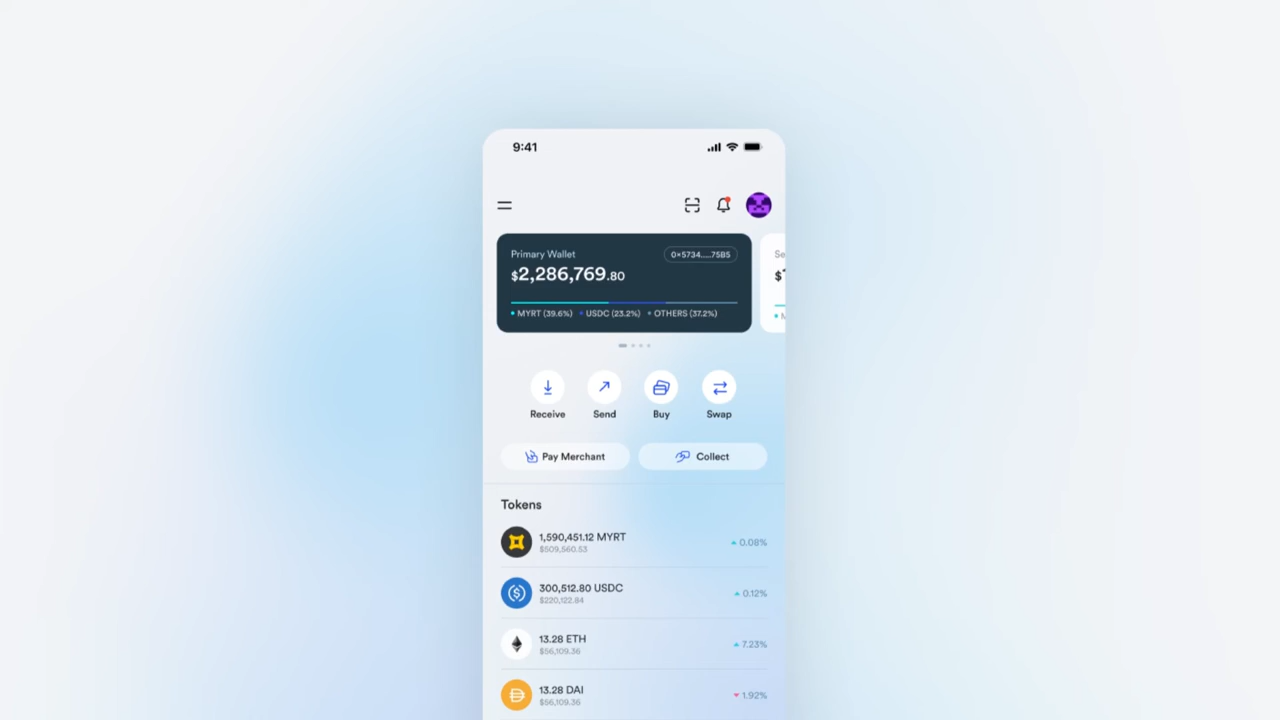 9:41
Primary Wallet
0×5734.....75B5
$2,286,769.80
MYRT (39.6%) USDC (23.2%) OTHERS (37.2%)
Receive Send Buy Swap
Pay Merchant Collect
Tokens
1,590,451.12 MYRT
$509,560.53
0.08%
300,512.80 USDC
$220,122.84
0.12%
13.28 ETH
$56,109.36
7.23%
13.28 DAI
$56,109.36
1.92%